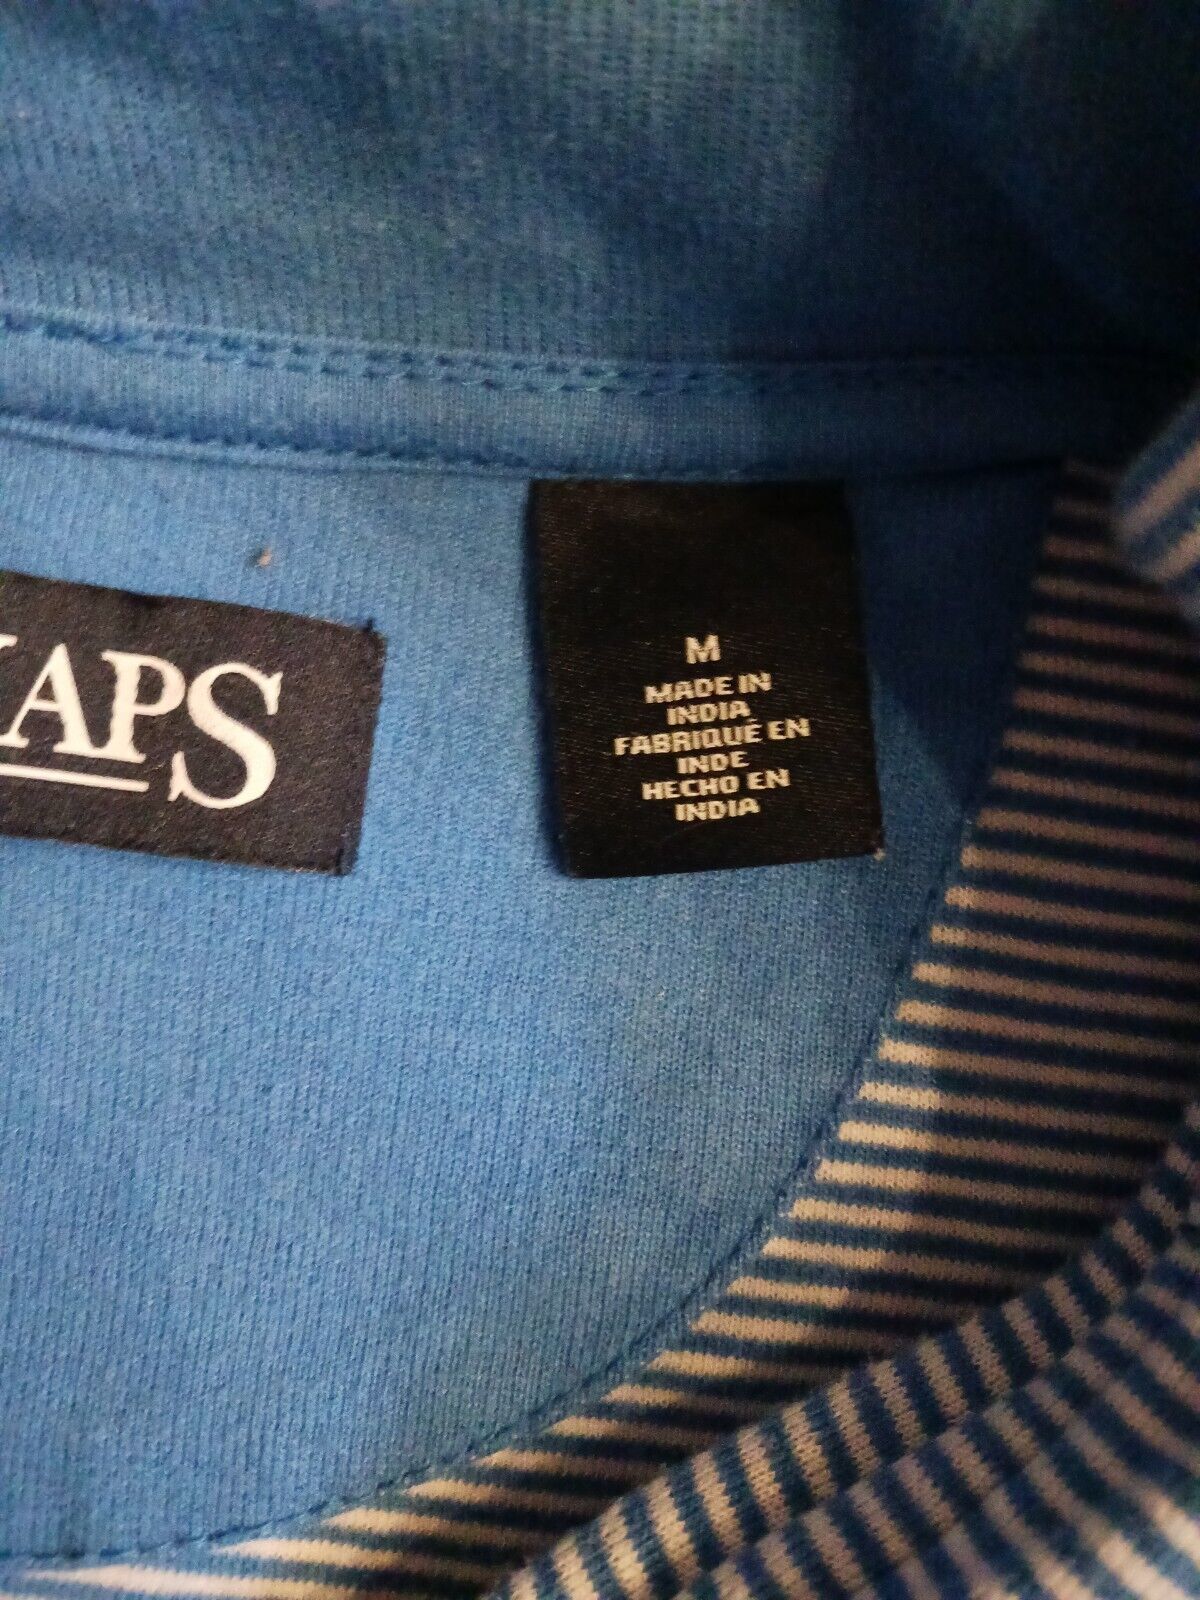 APS
M
MADE IN
INDIA
FABRIQUÉ EN
INDE
HECHO EN
INDIA